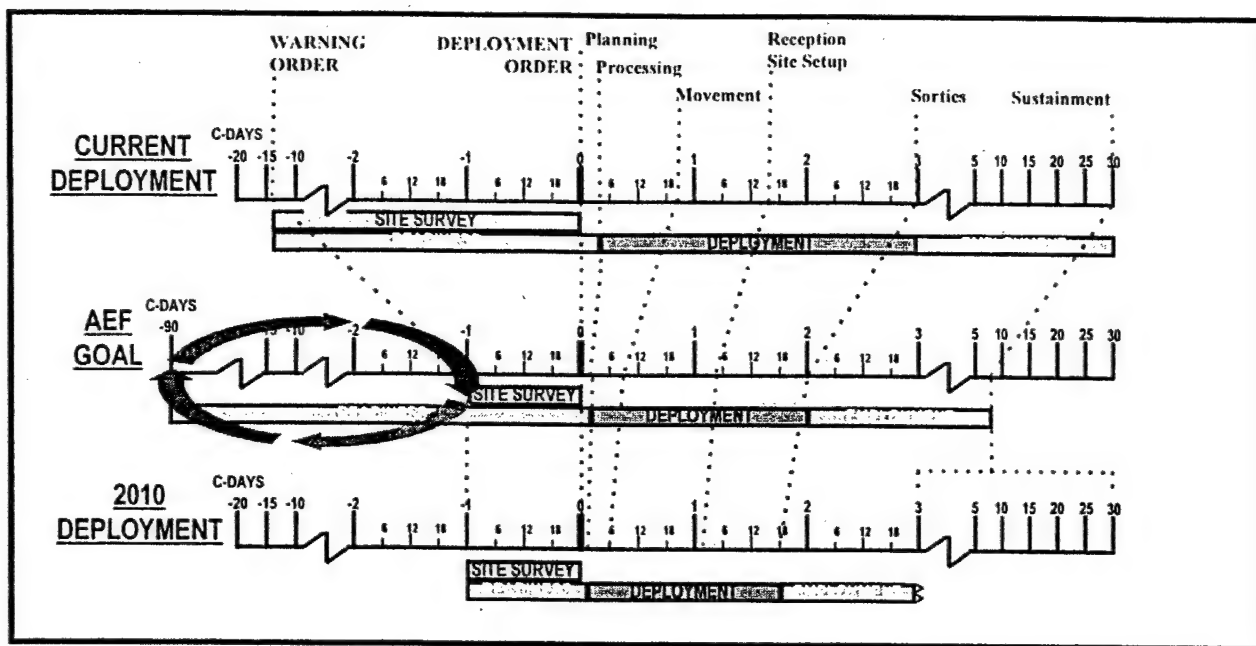 WARNING ORDER
DEPLOYMENT ORDER
Planning
Processing
Movement
Reception Site Setup
Sorties
Sustainment
CURRENT DEPLOYMENT
C-DAYS
-20 -15 -10 -2 6 12 18 -1 6 12 18 0 6 12 18 1 6 12 18 2 6 12 18 3 5 10 15 20 25 30
SITE SURVEY
DEPLOYMENT
AEF GOAL
C-DAYS
-90 -10 -2 6 12 -1 6 12 18 0 6 12 18 1 6 12 18 2 6 12 18 3 5 10 15 20 25 30
SITE SURVEY
DEPLOYMENT
2010 DEPLOYMENT
C-DAYS
-20 -15 -10 -2 6 12 18 -1 6 12 18 0 6 12 18 1 6 12 18 2 6 12 18 3 5 10 15 20 25 30
SITE SURVEY
DEPLOYMENT